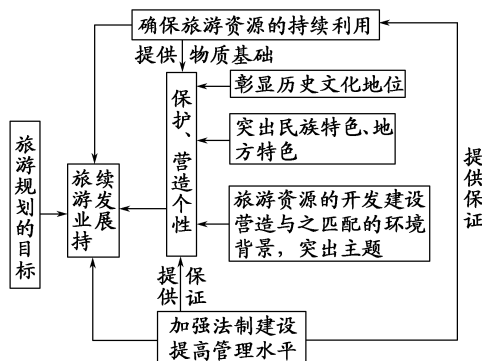 确保旅游资源的持续利用
提供 物质基础
保护、营造个性
彰显历史文化地位
突出民族特色、地
方特色
旅游资源的开发建设
营造与之匹配的环境
背景，突出主题
旅游规划的目标
旅游业持
续发展
提供
保证
提供保证
加强法制建设
提高管理水平